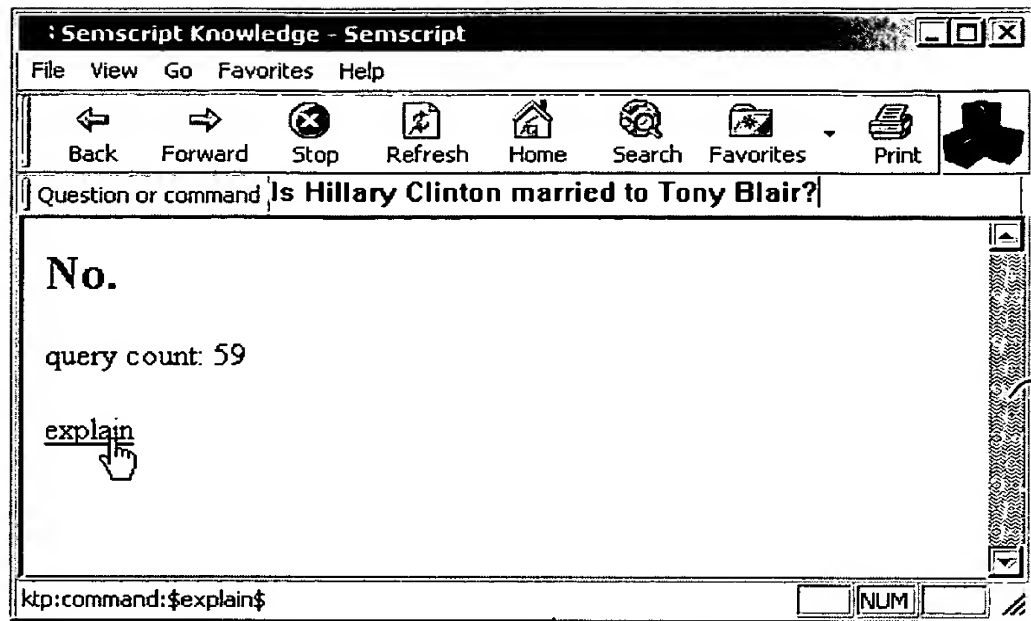 : Semscript Knowledge - Semscript
File View Go Favorites Help
Back Forward Stop Refresh Home Search Favorites Print
Question or command Is Hillary Clinton married to Tony Blair?
No.
query count: 59
explain
ktp:command:$explain$ NUM